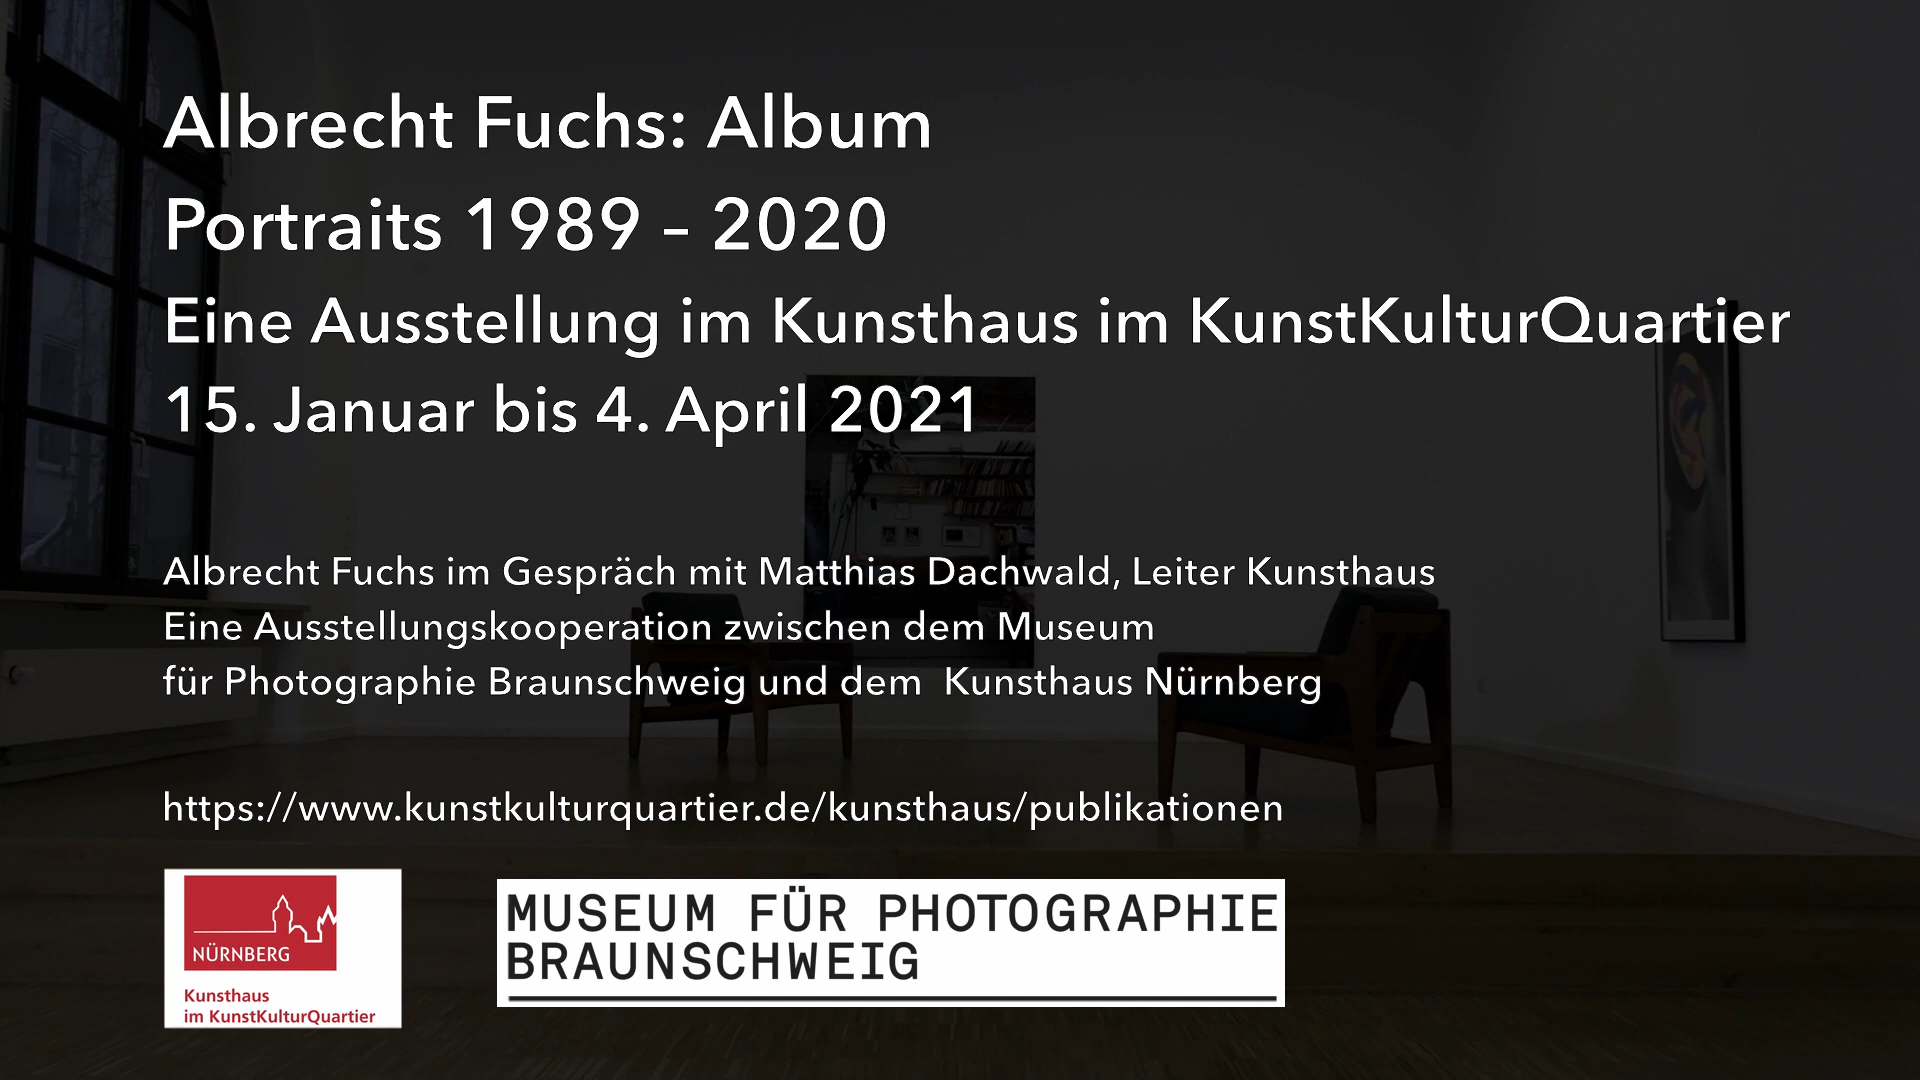 Albrecht Fuchs: Album
Portraits 1989 – 2020
Eine Ausstellung im Kunsthaus im KunstKulturQuartier
15. Januar bis 4. April 2021
Albrecht Fuchs im Gespräch mit Matthias Dachwald, Leiter Kunsthaus
Eine Ausstellungskooperation zwischen dem Museum
für Photographie Braunschweig und dem  Kunsthaus Nürnberg
https://www.kunstkulturquartier.de/kunsthaus/publikationen
NÜRNBERG
Kunsthaus
im KunstKulturQuartier
MUSEUM FÜR PHOTOGRAPHIE
BRAUNSCHWEIG